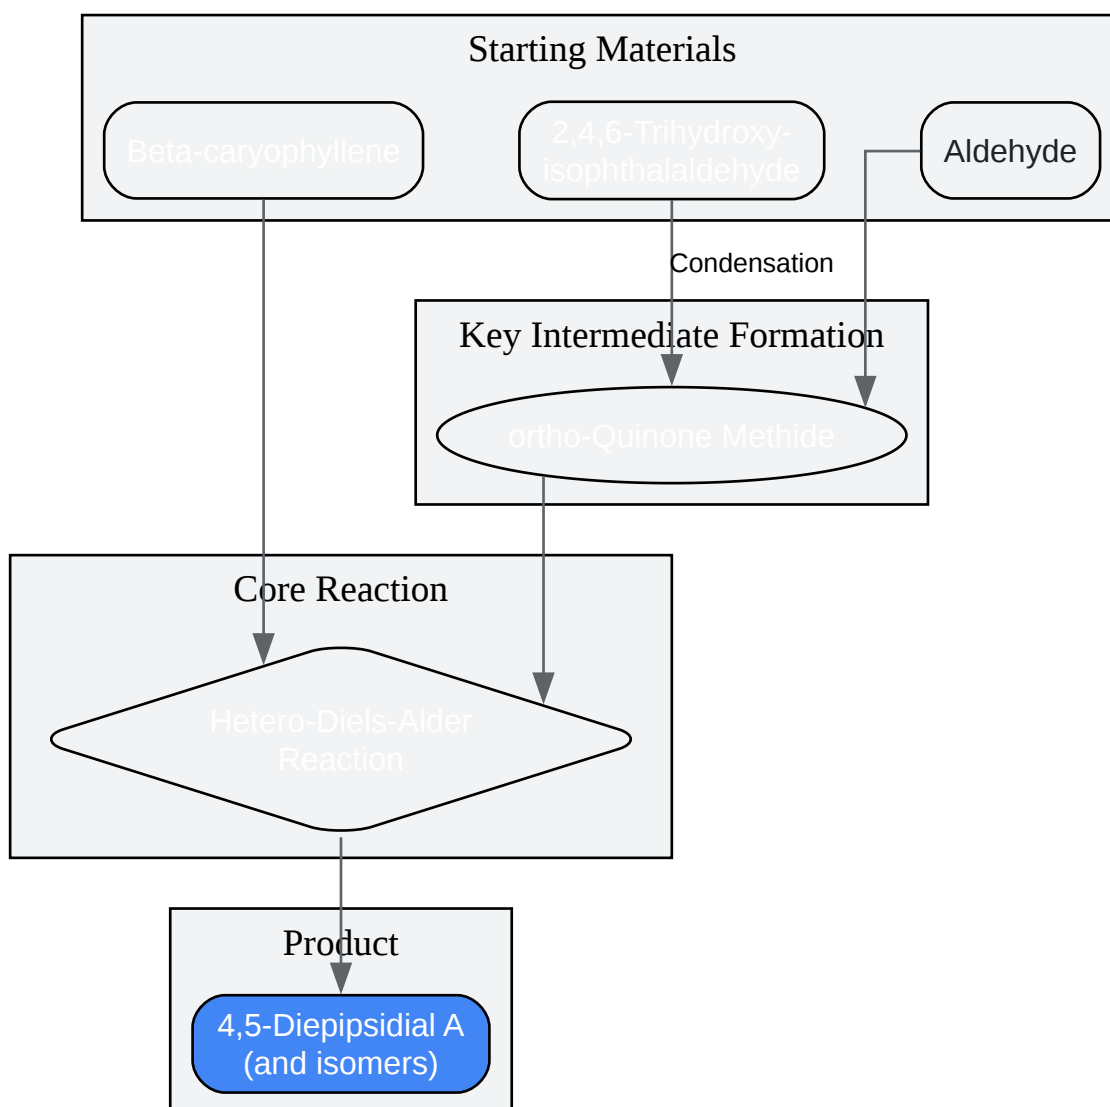 Starting Materials
Beta-caryophyllene
2,4,6-Trihydroxy-
isophthalaldehyde
Aldehyde
Condensation
Key Intermediate Formation
ortho-Quinone Methide
Core Reaction
Hetero-Diels-Alder
Reaction
Product
4,5-Diepipsidial A
(and isomers)